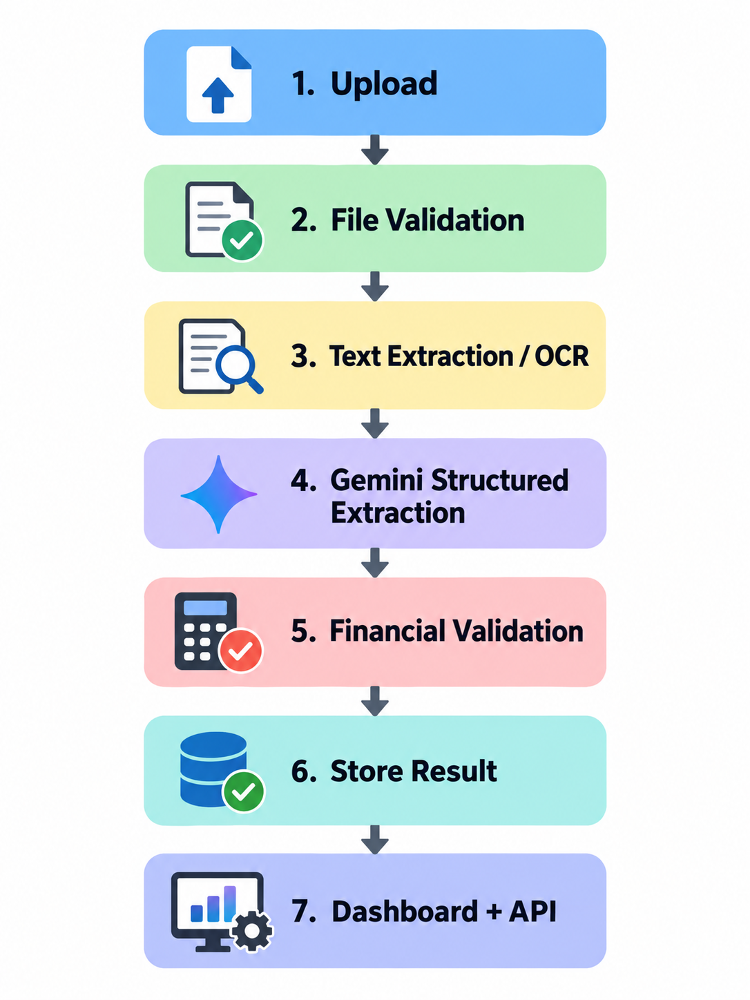 1. Upload
2. File Validation
3. Text Extraction / OCR
4. Gemini Structured
Extraction
5. Financial Validation
6. Store Result
7. Dashboard + API